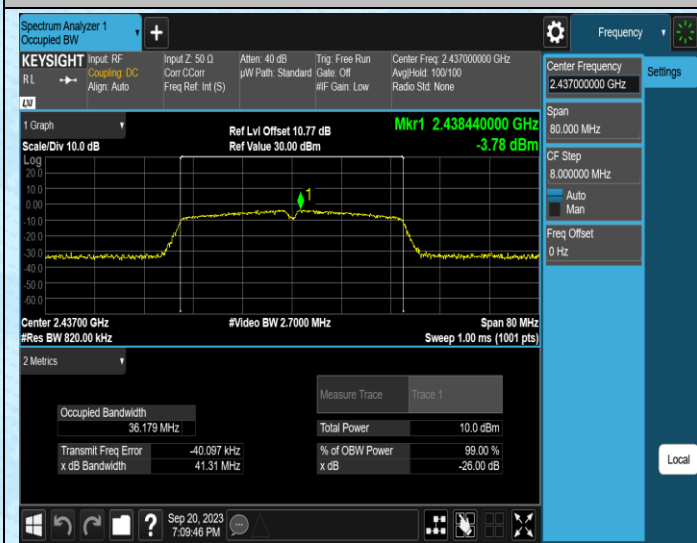 Spectrum Analyzer 1
Occupied BW
+
Frequency
KEYSIGHT
RL
LXI
Input: RF
Coupling: DC
Align: Auto
Input Z: 50 Ω
Corr CCorr
Freq Ref: Int (S)
Atten: 40 dB
µW Path: Standard
Trig: Free Run
Gate: Off
#IF Gain: Low
Center Freq: 2.437000000 GHz
Avg|Hold: 100/100
Radio Std: None
Center Frequency
2.437000000 GHz
Settings
Span
80.000 MHz
CF Step
8.000000 MHz
Auto
Man
Freq Offset
0 Hz
Local
1 Graph
Scale/Div 10.0 dB
Ref Lvl Offset 10.77 dB
Ref Value 30.00 dBm
Mkr1 2.438440000 GHz
-3.78 dBm
Log
20.0
10.0
0.00
-10.0
-20.0
-30.0
-40.0
-50.0
-60.0
1
Center 2.43700 GHz
#Res BW 820.00 kHz
#Video BW 2.7000 MHz
Span 80 MHz
Sweep 1.00 ms (1001 pts)
2 Metrics
Measure Trace
Trace 1
Occupied Bandwidth
36.179 MHz
Total Power
10.0 dBm
Transmit Freq Error
-40.097 kHz
% of OBW Power
99.00 %
x dB Bandwidth
41.31 MHz
x dB
-26.00 dB
?
Sep 20, 2023
7:09:46 PM